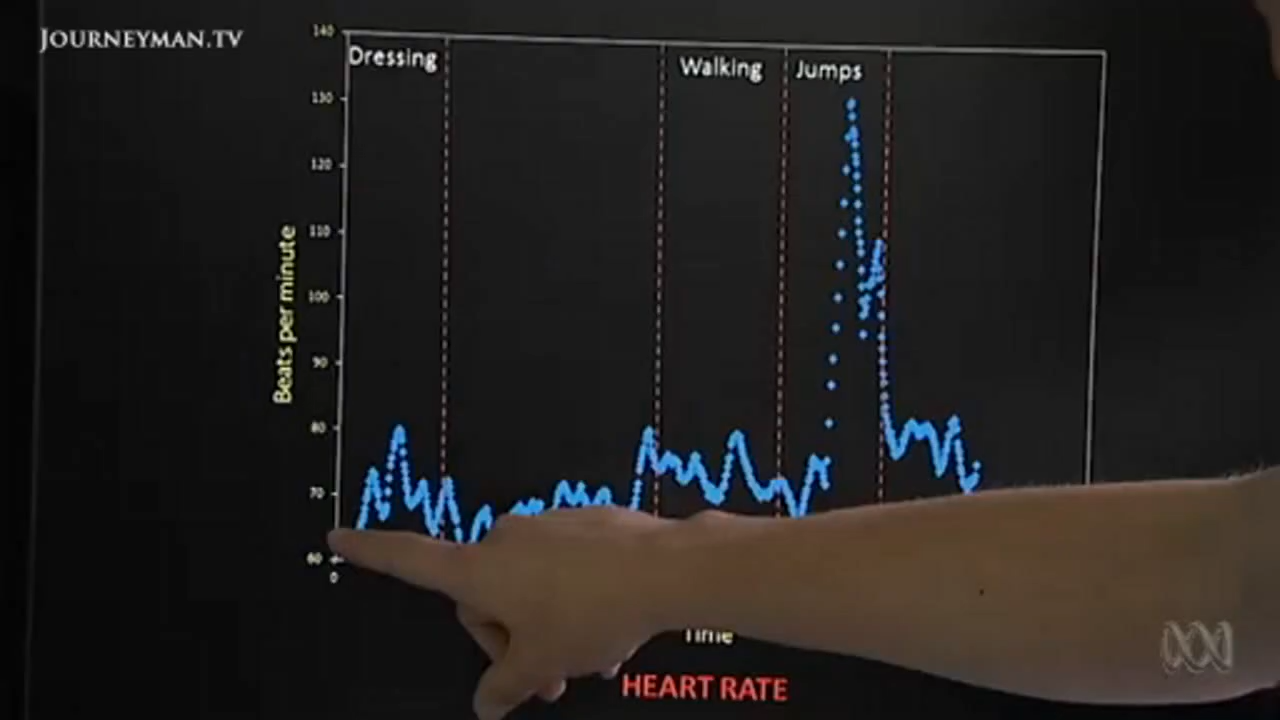 JOURNEYMAN.TV
140
Dressing
Walking
Jumps
130
120
110
100
90
80
70
60
0
Beats per minute
Time
HEART RATE